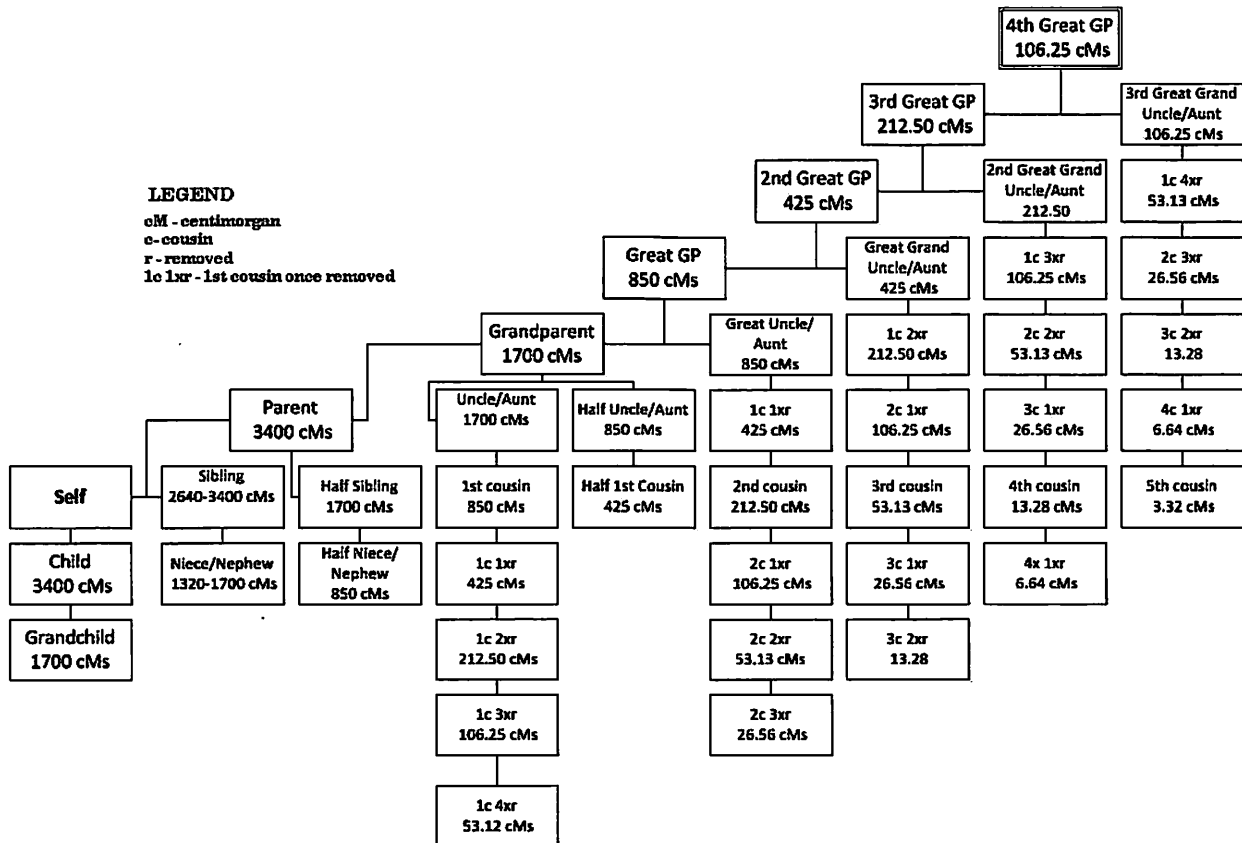 4th Great GP
106.25 cMs
3rd Great GP
212.50 cMs
3rd Great Grand
Uncle/Aunt
106.25 cMs
2nd Great GP
425 cMs
2nd Great Grand
Uncle/Aunt
212.50
1c 4xr
53.13 cMs
LEGEND
cM - centimorgan
c- cousin
r - removed
1c 1xr - 1st cousin once removed
Great GP
850 cMs
Great Grand
Uncle/Aunt
425 cMs
1c 3xr
106.25 cMs
2c 3xr
26.56 cMs
Grandparent
1700 cMs
Great Uncle/
Aunt
850 cMs
1c 2xr
212.50 cMs
2c 2xr
53.13 cMs
3c 2xr
13.28
Parent
3400 cMs
Uncle/Aunt
1700 cMs
Half Uncle/Aunt
850 cMs
1c 1xr
425 cMs
2c 1xr
106.25 cMs
3c 1xr
26.56 cMs
4c 1xr
6.64 cMs
Self
Sibling
2640-3400 cMs
Half Sibling
1700 cMs
1st cousin
850 cMs
Half 1st Cousin
425 cMs
2nd cousin
212.50 cMs
3rd cousin
53.13 cMs
4th cousin
13.28 cMs
5th cousin
3.32 cMs
Child
3400 cMs
Niece/Nephew
1320-1700 cMs
Half Niece/
Nephew
850 cMs
1c 1xr
425 cMs
2c 1xr
106.25 cMs
3c 1xr
26.56 cMs
4x 1xr
6.64 cMs
Grandchild
1700 cMs
1c 2xr
212.50 cMs
2c 2xr
53.13 cMs
3c 2xr
13.28
1c 3xr
106.25 cMs
2c 3xr
26.56 cMs
1c 4xr
53.12 cMs